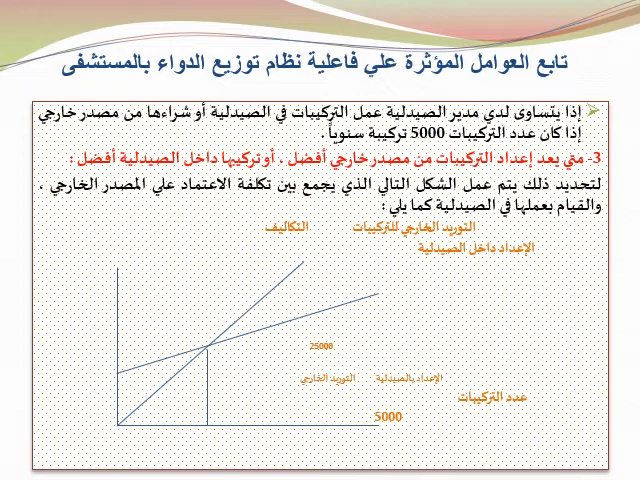 تابع العوامل المؤثرة علي فاعلية نظام توزيع الدواء بالمستشفى
إذا يتساوى لدي مدير الصيدلية عمل التركيبات في الصيدلية أو شراءها من مصدر خارجي
إذا كان عدد التركيبات 5000 تركيبة سنوياً .
3- متي يعد إعداد التركيبات من مصدر خارجي أفضل ، أو تركيبها داخل الصيدلية أفضل :
لتحديد ذلك يتم عمل الشكل التالي الذي يجمع بين تكلفة الاعتماد علي المصدر الخارجي ،
والقيام بعملها في الصيدلية كما يلي :
التوريد الخارجي للتركيبات التكاليف
الإعداد داخل الصيدلية
25000
الإعداد بالصيدلية التوريد الخارجي
عدد التركيبات
5000